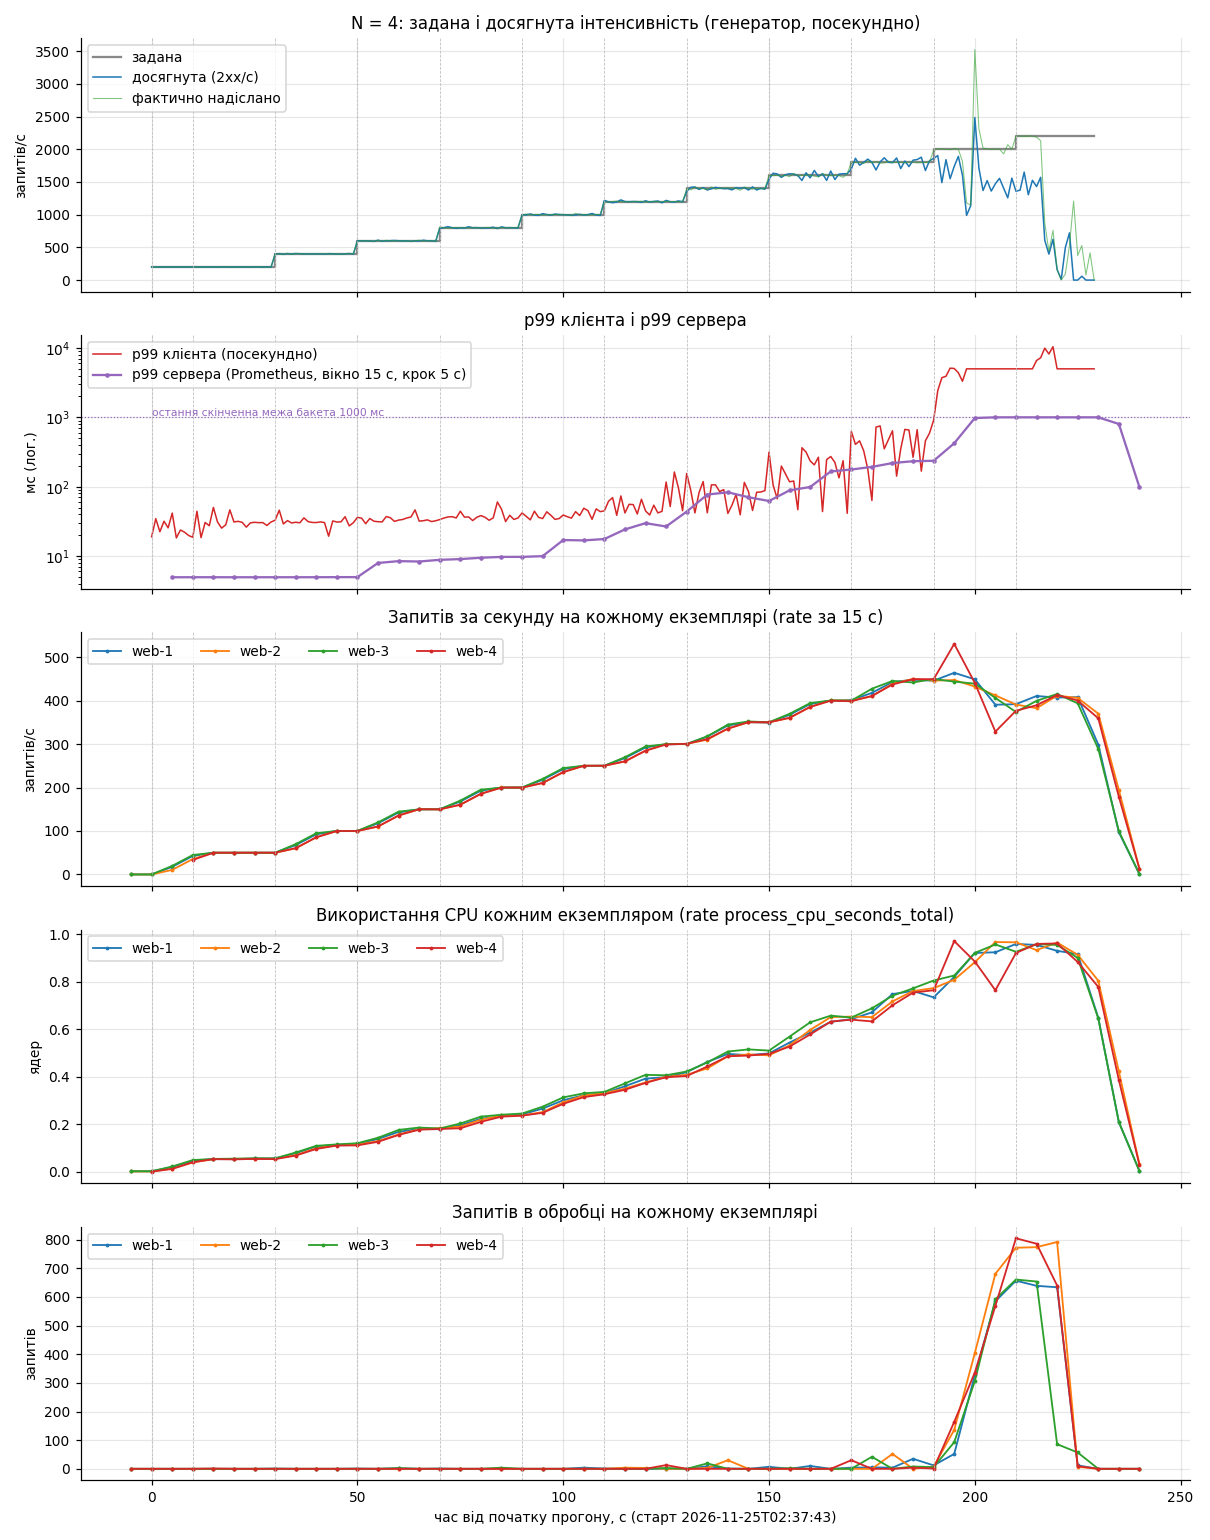 N = 4: задана і досягнута інтенсивність (генератор, посекундно)
задана
досягнута (2xx/с)
фактично надіслано
запитів/с
3500
3000
2500
2000
1500
1000
500
0
p99 клієнта і p99 сервера
p99 клієнта (посекундно)
p99 сервера (Prometheus, вікно 15 с, крок 5 с)
остання скінченна межа бакета 1000 мс
мс (лог.)
10⁴
10³
10²
10¹
Запитів за секунду на кожному екземплярі (rate за 15 с)
web-1 web-2 web-3 web-4
запитів/с
500
400
300
200
100
0
Використання CPU кожним екземпляром (rate process_cpu_seconds_total)
web-1 web-2 web-3 web-4
ядер
1.0
0.8
0.6
0.4
0.2
0.0
Запитів в обробці на кожному екземплярі
web-1 web-2 web-3 web-4
запитів
800
700
600
500
400
300
200
100
0
0 50 100 150 200 250
час від початку прогону, с (старт 2026-11-25T02:37:43)